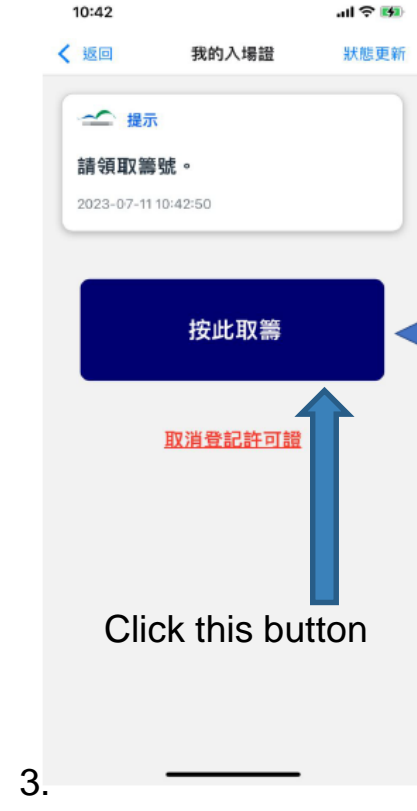 10:42
返回 我的入場證 狀態更新
提示
請領取籌號。
2023-07-11 10:42:50
按此取籌
取消登記許可證
Click this button
3.